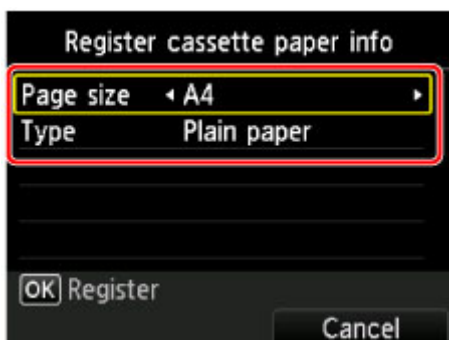 Register cassette paper info
Page size A4
Type Plain paper
OK Register
Cancel